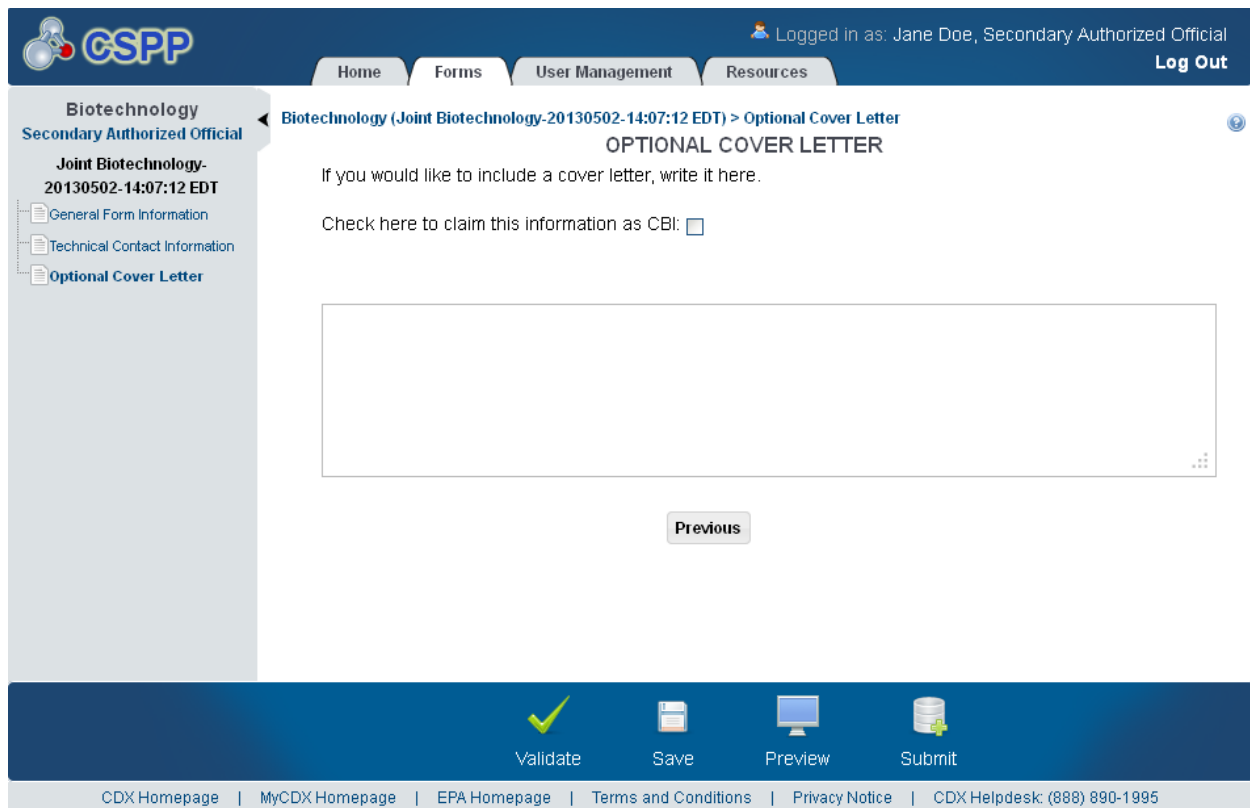 CSPP
Logged in as: Jane Doe, Secondary Authorized Official
Log Out
Home Forms User Management Resources
Biotechnology
Secondary Authorized Official
Joint Biotechnology-
20130502-14:07:12 EDT
General Form Information
Technical Contact Information
Optional Cover Letter
Biotechnology (Joint Biotechnology-20130502-14:07:12 EDT) > Optional Cover Letter
OPTIONAL COVER LETTER
If you would like to include a cover letter, write it here.
Check here to claim this information as CBI:
Previous
Validate Save Preview Submit
CDX Homepage | MyCDX Homepage | EPA Homepage | Terms and Conditions | Privacy Notice | CDX Helpdesk: (888) 890-1995